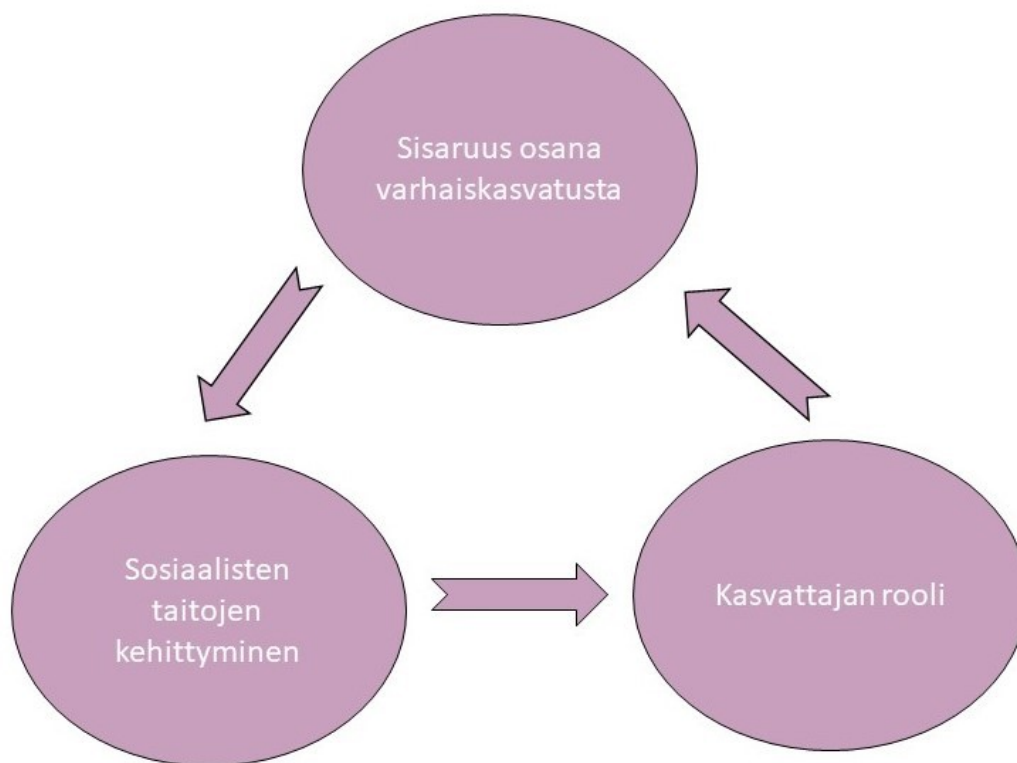 Sisaruus osana
varhaiskasvatusta
Sosiaalisten
taitojen
kehittyminen
Kasvattajan rooli